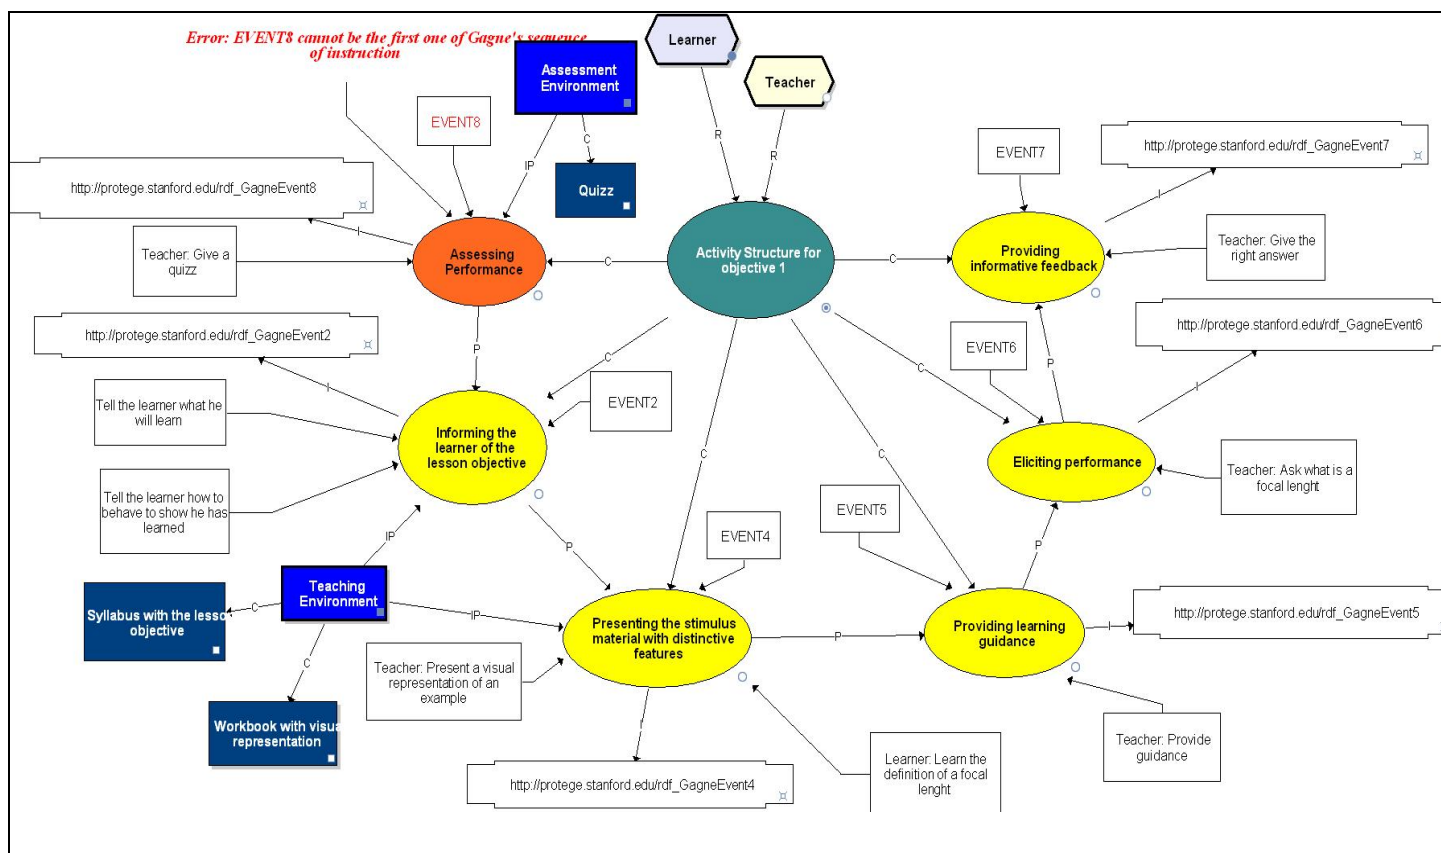 Error: EVENT8 cannot be the first one of Gagne's sequence
of instruction
Learner
Assessment
Environment
Teacher
EVENT8
R
R
C
IP
EVENT7
http://protege.stanford.edu/rdf_GagneEvent7
I
http://protege.stanford.edu/rdf_GagneEvent8
Quizz
I
Teacher: Give a
quizz
Assessing
Performance
C
Activity Structure for
objective 1
C
Providing
informative feedback
Teacher: Give the
right answer
http://protege.stanford.edu/rdf_GagneEvent2
P
C
EVENT6
P
C
http://protege.stanford.edu/rdf_GagneEvent6
I
I
Tell the learner what he
will learn
EVENT2
Informing the
learner of the
lesson objective
C
C
Eliciting performance
Teacher: Ask what is a
focal lenght
Tell the learner how to
behave to show he has
learned
IP
P
EVENT4
EVENT5
P
Teaching
Environment
C
Syllabus with the lesso
objective
IP
Presenting the stimulus
material with distinctive
features
P
Providing learning
guidance
I
http://protege.stanford.edu/rdf_GagneEvent5
C
Teacher: Present a visual
representation of an
example
Workbook with visua
representation
I
Teacher: Provide
guidance
Learner: Learn the
definition of a focal
lenght
http://protege.stanford.edu/rdf_GagneEvent4